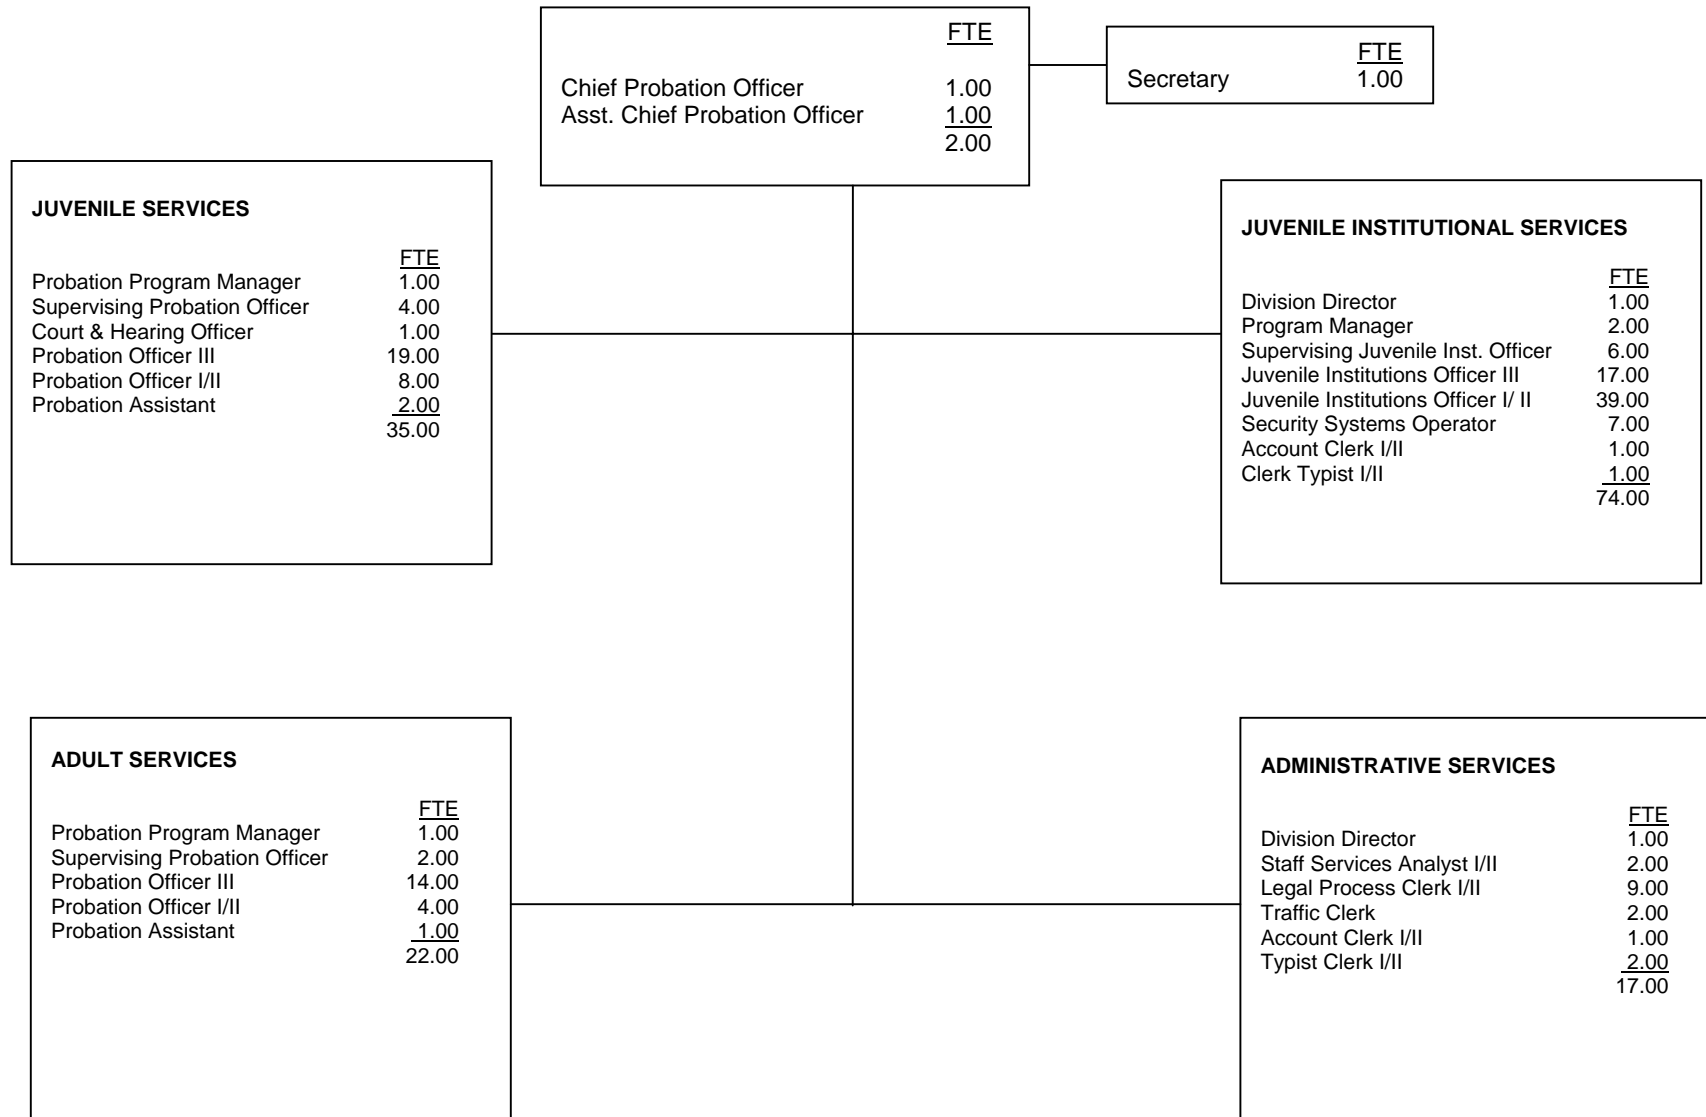 FTE
Chief Probation Officer 1.00
Asst. Chief Probation Officer 1.00
2.00
FTE
Secretary 1.00
JUVENILE SERVICES
FTE
Probation Program Manager 1.00
Supervising Probation Officer 4.00
Court & Hearing Officer 1.00
Probation Officer III 19.00
Probation Officer I/II 8.00
Probation Assistant 2.00
35.00
JUVENILE INSTITUTIONAL SERVICES
FTE
Division Director 1.00
Program Manager 2.00
Supervising Juvenile Inst. Officer 6.00
Juvenile Institutions Officer III 17.00
Juvenile Institutions Officer I/ II 39.00
Security Systems Operator 7.00
Account Clerk I/II 1.00
Clerk Typist I/II 1.00
74.00
ADULT SERVICES
FTE
Probation Program Manager 1.00
Supervising Probation Officer 2.00
Probation Officer III 14.00
Probation Officer I/II 4.00
Probation Assistant 1.00
22.00
ADMINISTRATIVE SERVICES
FTE
Division Director 1.00
Staff Services Analyst I/II 2.00
Legal Process Clerk I/II 9.00
Traffic Clerk 2.00
Account Clerk I/II 1.00
Typist Clerk I/II 2.00
17.00